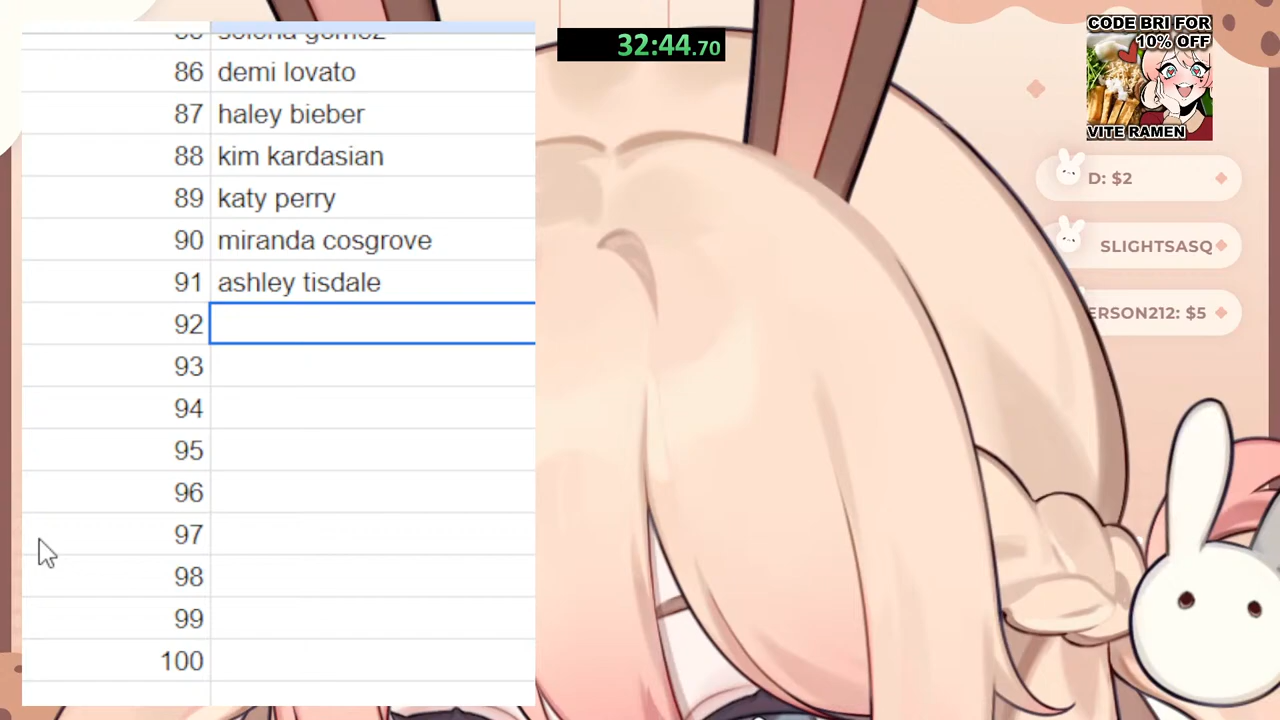 selena gomez
86 demi lovato
87 haley bieber
88 kim kardasian
89 katy perry
90 miranda cosgrove
91 ashley tisdale
92
93
94
95
96
97
98
99
100
32:44.70
CODE BRI FOR
10% OFF
VITE RAMEN
D: $2
SLIGHTSASQ
ERSON212: $5